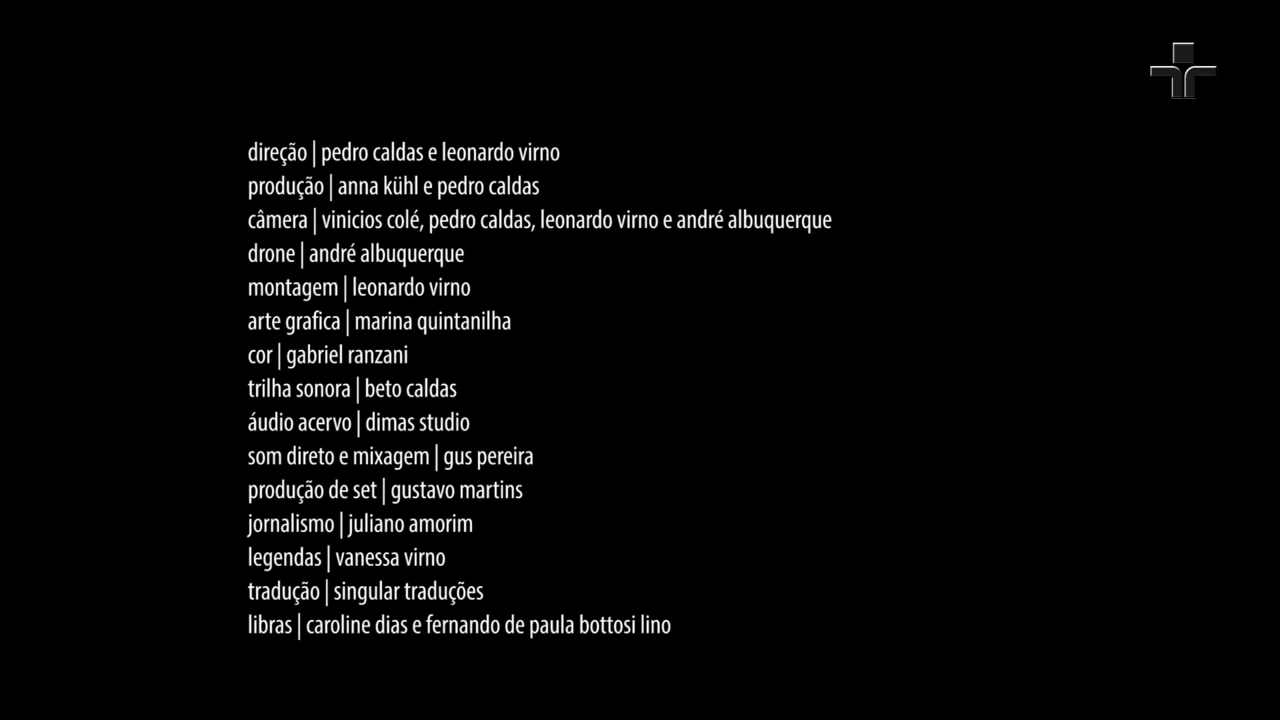 direção | pedro caldas e leonardo virno
produção | anna kühl e pedro caldas
câmera | vinicios colé, pedro caldas, leonardo virno e andré albuquerque
drone | andré albuquerque
montagem | leonardo virno
arte grafica | marina quintanilha
cor | gabriel ranzani
trilha sonora | beto caldas
áudio acervo | dimas studio
som direto e mixagem | gus pereira
produção de set | gustavo martins
jornalismo | juliano amorim
legendas | vanessa virno
tradução | singular traduções
libras | caroline dias e fernando de paula bottosi lino